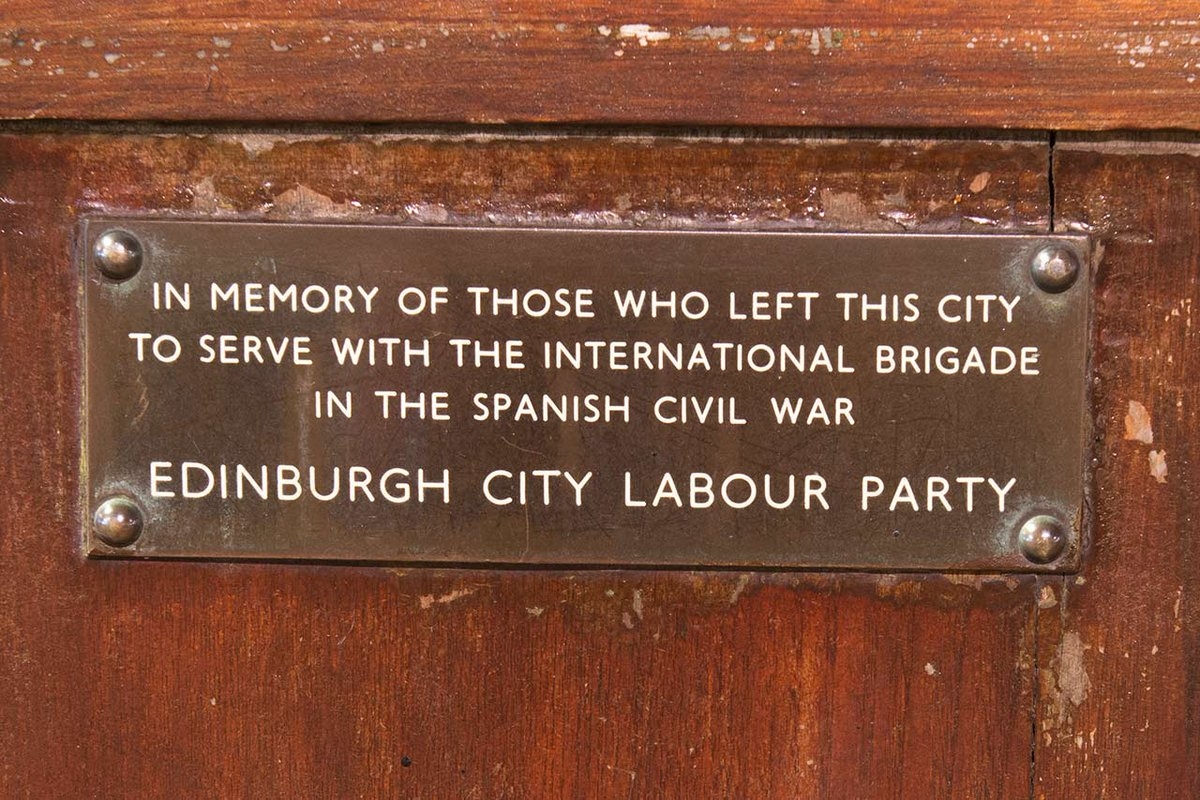 IN MEMORY OF THOSE WHO LEFT THIS CITY
TO SERVE WITH THE INTERNATIONAL BRIGADE
IN THE SPANISH CIVIL WAR
EDINBURGH CITY LABOUR PARTY